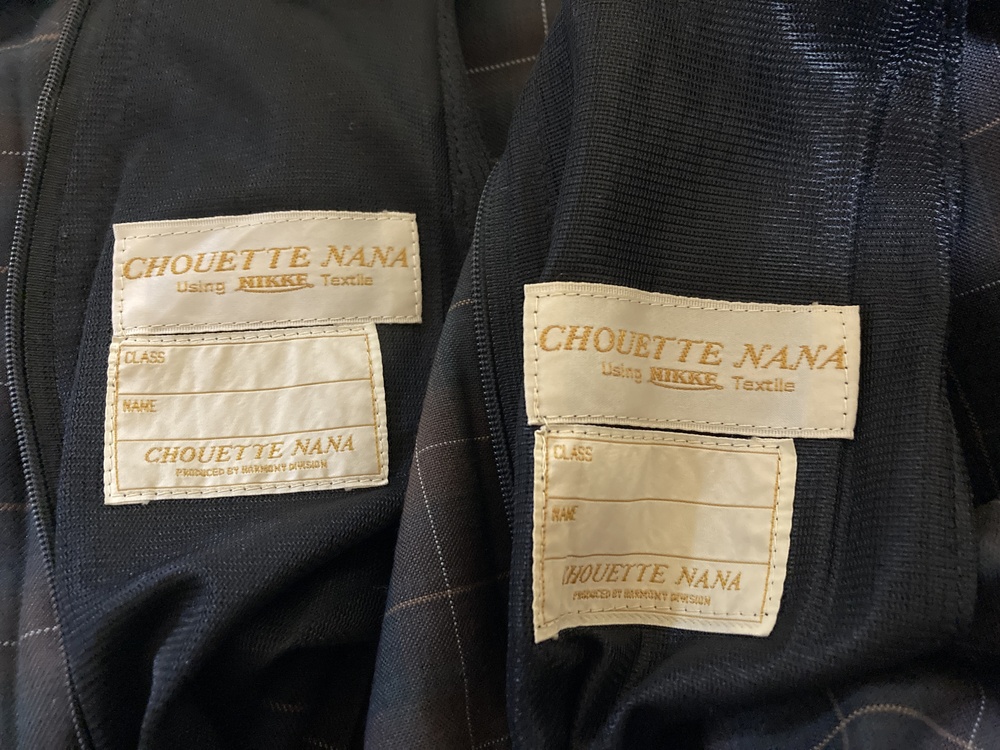 CHOUETTE NANA
Using NIKKE Textile
CLASS
NAME
CHOUETTE NANA
PRODUCED BY HARMONY DIVISION
CHOUETTE NANA
Using NIKKE Textile
CLASS
NAME
CHOUETTE NANA
PRODUCED BY HARMONY DIVISION